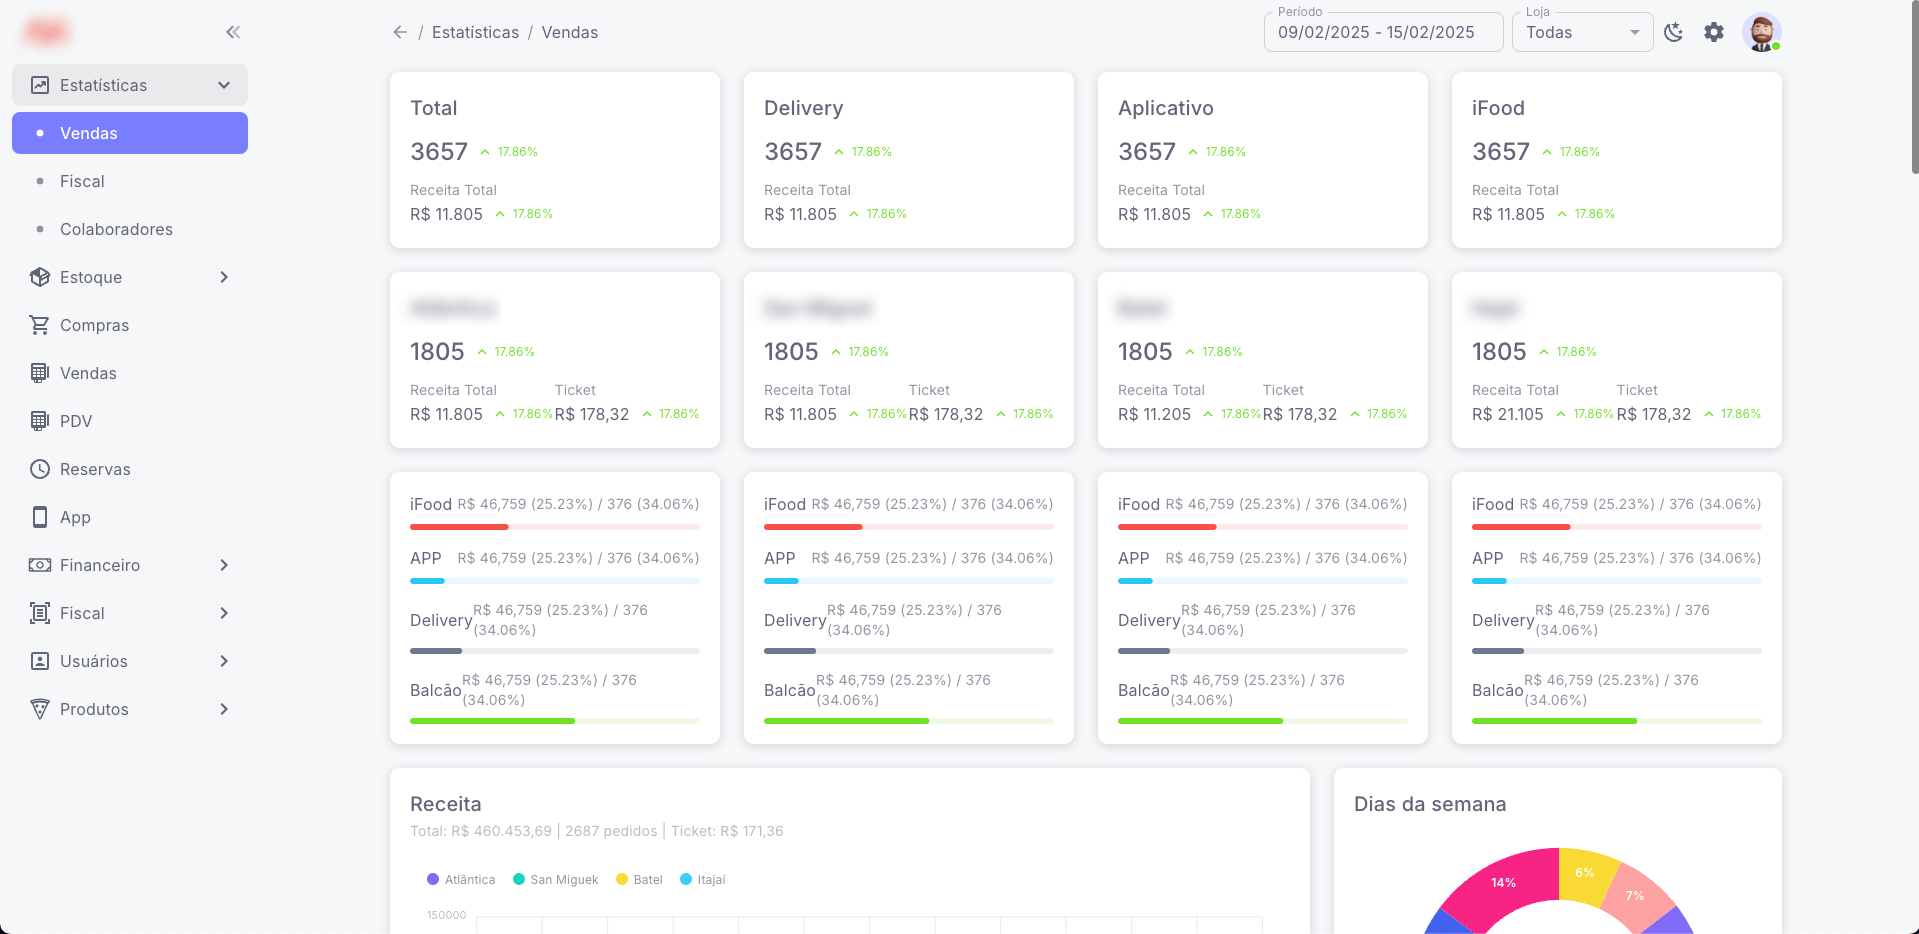 / Estatísticas / Vendas
Período
09/02/2025 - 15/02/2025
Loja
Todas
Estatísticas
Vendas
Fiscal
Colaboradores
Estoque
Compras
Vendas
PDV
Reservas
App
Financeiro
Fiscal
Usuários
Produtos
Total
3657 17.86%
Receita Total
R$ 11.805 17.86%
Delivery
3657 17.86%
Receita Total
R$ 11.805 17.86%
Aplicativo
3657 17.86%
Receita Total
R$ 11.805 17.86%
iFood
3657 17.86%
Receita Total
R$ 11.805 17.86%
1805 17.86%
Receita Total Ticket
R$ 11.805 17.86% R$ 178,32 17.86%
1805 17.86%
Receita Total Ticket
R$ 11.805 17.86% R$ 178,32 17.86%
1805 17.86%
Receita Total Ticket
R$ 11.205 17.86% R$ 178,32 17.86%
1805 17.86%
Receita Total Ticket
R$ 21.105 17.86% R$ 178,32 17.86%
iFood R$ 46,759 (25.23%) / 376 (34.06%)
APP R$ 46,759 (25.23%) / 376 (34.06%)
Delivery R$ 46,759 (25.23%) / 376
(34.06%)
Balcão R$ 46,759 (25.23%) / 376
(34.06%)
iFood R$ 46,759 (25.23%) / 376 (34.06%)
APP R$ 46,759 (25.23%) / 376 (34.06%)
Delivery R$ 46,759 (25.23%) / 376
(34.06%)
Balcão R$ 46,759 (25.23%) / 376
(34.06%)
iFood R$ 46,759 (25.23%) / 376 (34.06%)
APP R$ 46,759 (25.23%) / 376 (34.06%)
Delivery R$ 46,759 (25.23%) / 376
(34.06%)
Balcão R$ 46,759 (25.23%) / 376
(34.06%)
iFood R$ 46,759 (25.23%) / 376 (34.06%)
APP R$ 46,759 (25.23%) / 376 (34.06%)
Delivery R$ 46,759 (25.23%) / 376
(34.06%)
Balcão R$ 46,759 (25.23%) / 376
(34.06%)
Receita
Total: R$ 460.453,69 | 2687 pedidos | Ticket: R$ 171,36
Atlântica San Miguek Batel Itajaí
150000
Dias da semana
14%
6%
7%